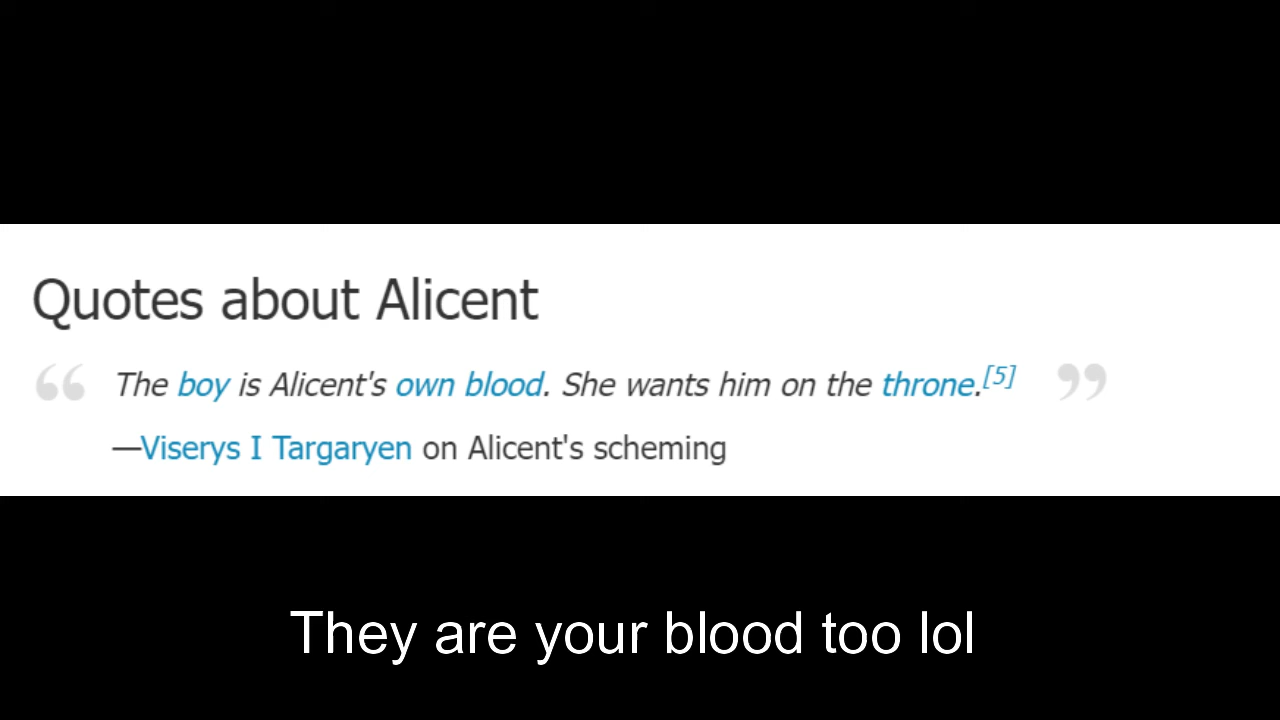 Quotes about Alicent
“ The boy is Alicent's own blood. She wants him on the throne.[5] ”
—Viserys I Targaryen on Alicent's scheming
They are your blood too lol